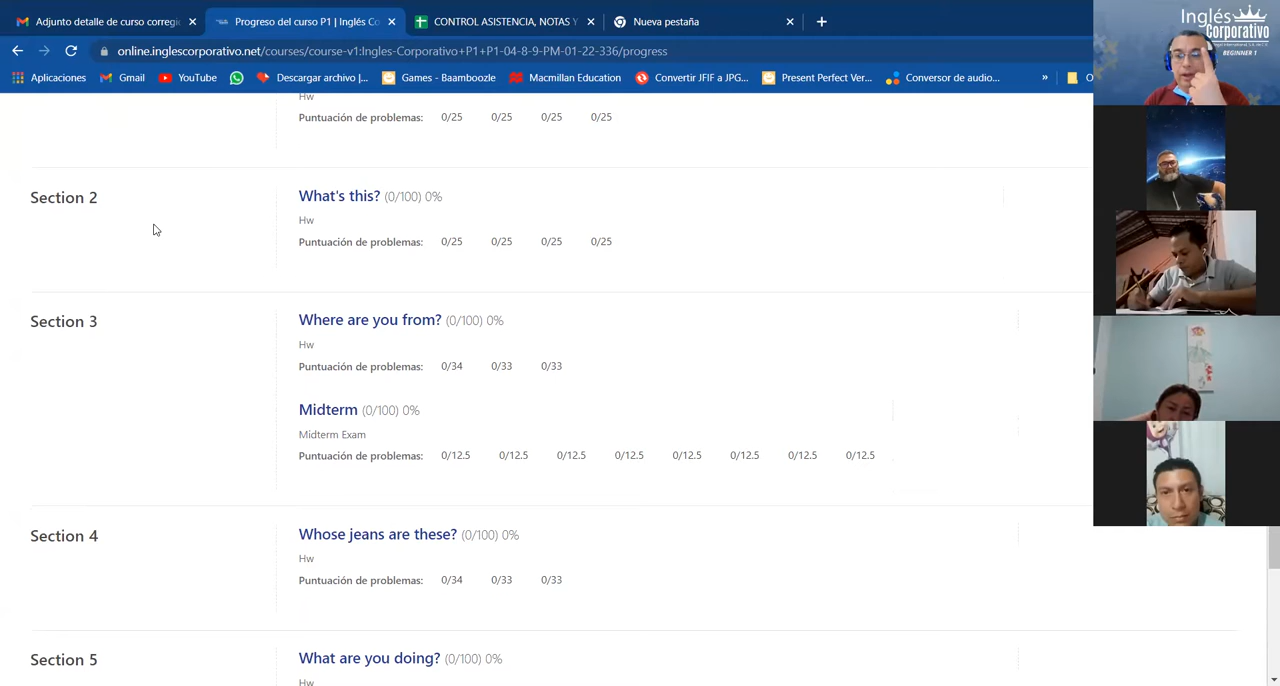 Adjunto detalle de curso corregi
Progreso del curso P1 | Inglés Co
CONTROL ASISTENCIA, NOTAS Y
Nueva pestaña
online.inglescorporativo.net/courses/course-v1:Ingles-Corporativo+P1+P1-04-8-9-PM-01-22-336/progress
Aplicaciones
Gmail
YouTube
Descargar archivo |...
Games - Baamboozle
Macmillan Education
Convertir JFIF a JPG...
Present Perfect Ver...
Conversor de audio...
»
O
Inglés
Corporativo
BEGINNER 1
Hw
Puntuación de problemas: 0/25 0/25 0/25 0/25
Section 2
What's this? (0/100) 0%
Hw
Puntuación de problemas: 0/25 0/25 0/25 0/25
Section 3
Where are you from? (0/100) 0%
Hw
Puntuación de problemas: 0/34 0/33 0/33
Midterm (0/100) 0%
Midterm Exam
Puntuación de problemas: 0/12.5 0/12.5 0/12.5 0/12.5 0/12.5 0/12.5 0/12.5 0/12.5
Section 4
Whose jeans are these? (0/100) 0%
Hw
Puntuación de problemas: 0/34 0/33 0/33
Section 5
What are you doing? (0/100) 0%
Hw